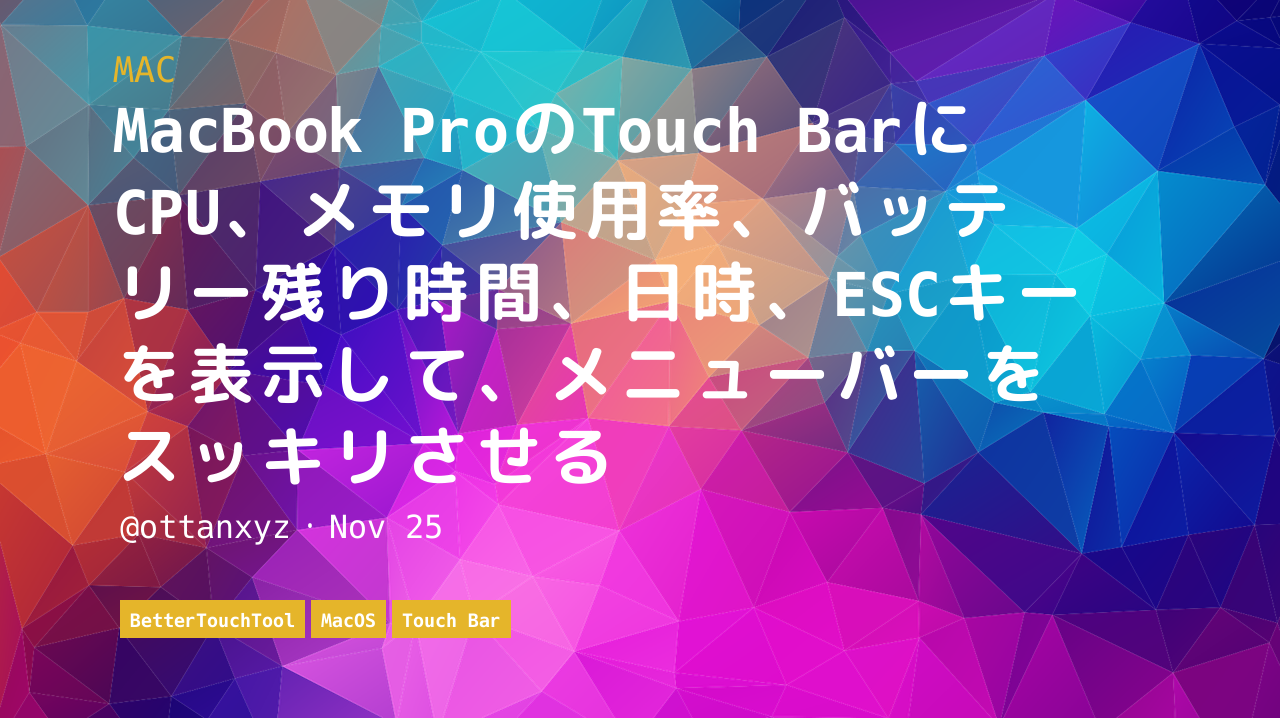 MAC
MacBook ProのTouch Barに
CPU、メモリ使用率、バッテ
リー残り時間、日時、ESCキー
を表示して、メニューバーを
スッキリさせる
@ottanxyz · Nov 25
BetterTouchTool MacOS Touch Bar